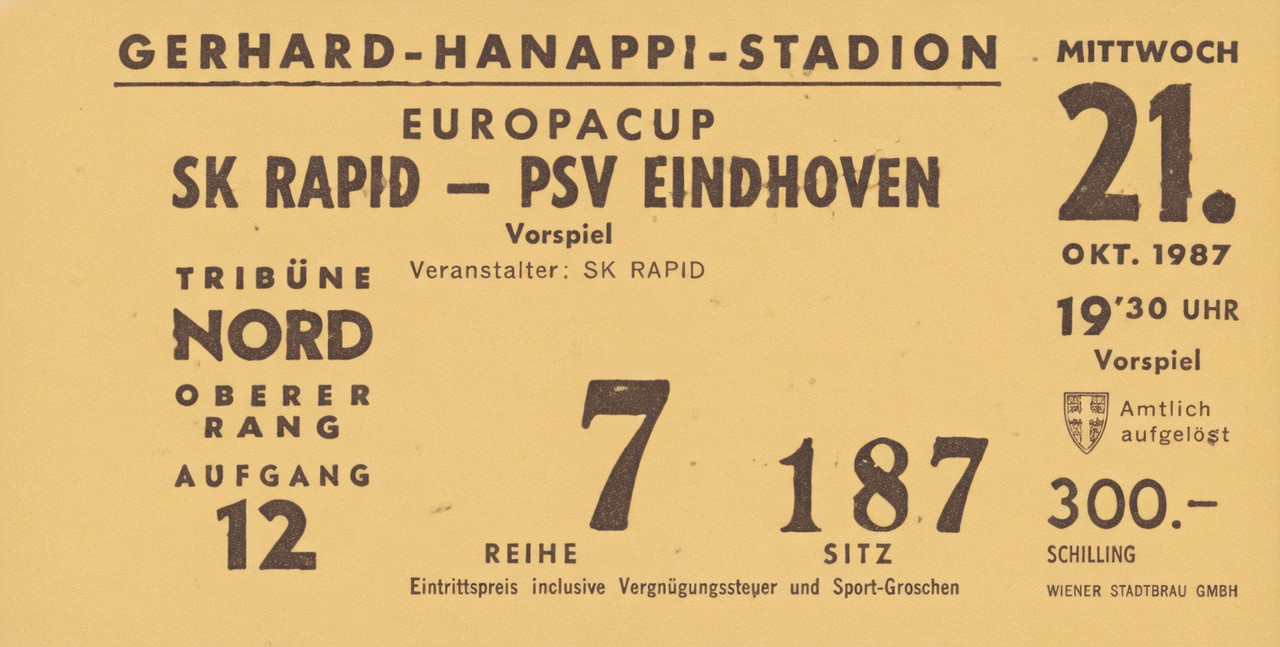 GERHARD-HANAPPI-STADION
EUROPACUP
SK RAPID – PSV EINDHOVEN
Vorspiel
Veranstalter: SK RAPID
TRIBÜNE
NORD
OBERER
RANG
AUFGANG
12
7
REIHE
187
SITZ
Eintrittspreis inclusive Vergnügungssteuer und Sport-Groschen
MITTWOCH
21.
OKT. 1987
19'30 UHR
Vorspiel
Amtlich
aufgelöst
300.–
SCHILLING
WIENER STADTBRAU GMBH